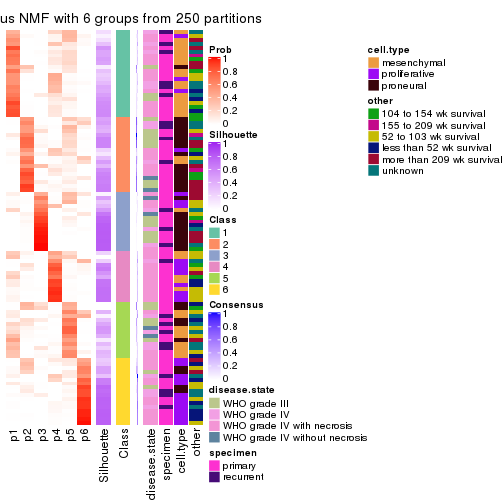 us NMF with 6 groups from 250 partitions
Prob
1
0.8
0.6
0.4
0.2
0
Silhouette
1
0.8
0.6
0.4
0.2
0
Class
1
2
3
4
5
6
Consensus
1
0.8
0.6
0.4
0.2
0
disease.state
WHO grade III
WHO grade IV
WHO grade IV with necrosis
WHO grade IV without necrosis
specimen
primary
recurrent
cell.type
mesenchymal
proliferative
proneural
other
104 to 154 wk survival
155 to 209 wk survival
52 to 103 wk survival
less than 52 wk survival
more than 209 wk survival
unknown
p1
p2
p3
p4
p5
p6
Silhouette
Class
disease.state
specimen
cell.type
other